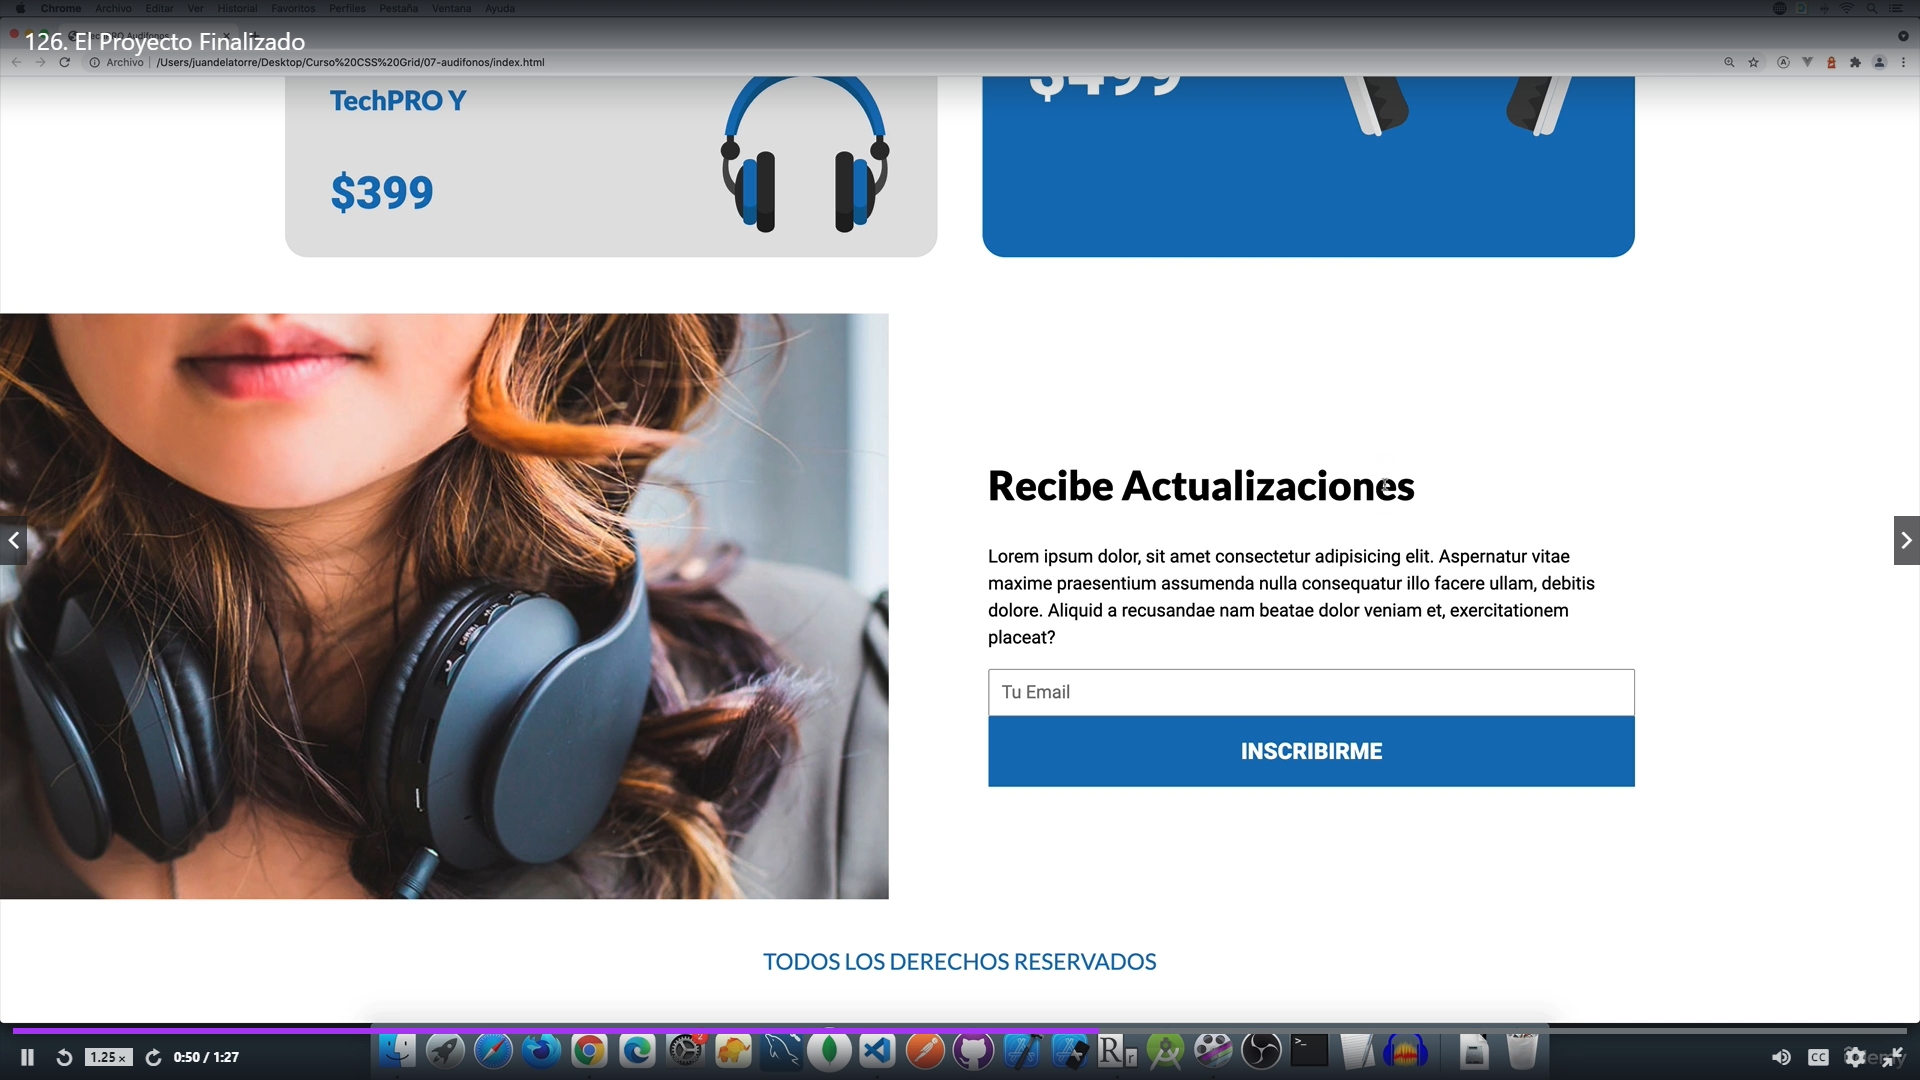 Chrome Archivo Editar Ver Historial Favoritos Perfiles Pestaña Ventana Ayuda
126. El Proyecto Finalizado
Archivo /Users/juandelatorre/Desktop/Curso%20CSS%20Grid/07-audifonos/index.html
TechPRO Y
$499
$399
Recibe Actualizaciones
Lorem ipsum dolor, sit amet consectetur adipisicing elit. Aspernatur vitae
maxime praesentium assumenda nulla consequatur illo facere ullam, debitis
dolore. Aliquid a recusandae nam beatae dolor veniam et, exercitationem
placeat?
Tu Email
INSCRIBIRME
TODOS LOS DERECHOS RESERVADOS
1.25 x 0:50 / 1:27 CC